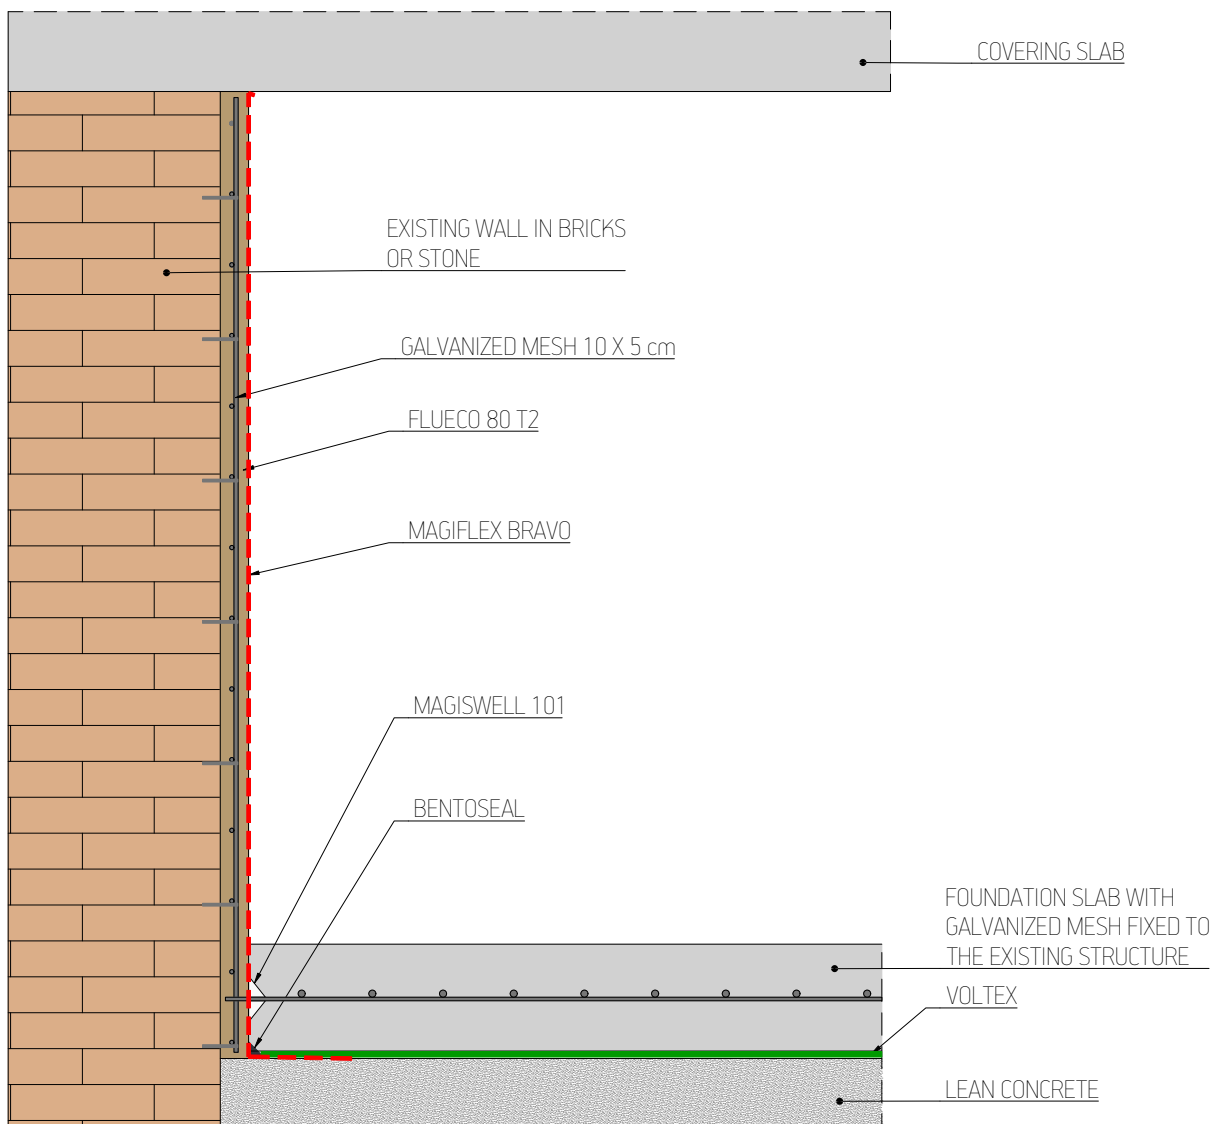 COVERING SLAB
EXISTING WALL IN BRICKS
OR STONE
GALVANIZED MESH 10 X 5 cm
FLUECO 80 T2
MAGIFLEX BRAVO
MAGISWELL 101
BENTOSEAL
FOUNDATION SLAB WITH
GALVANIZED MESH FIXED TO
THE EXISTING STRUCTURE
VOLTEX
LEAN CONCRETE